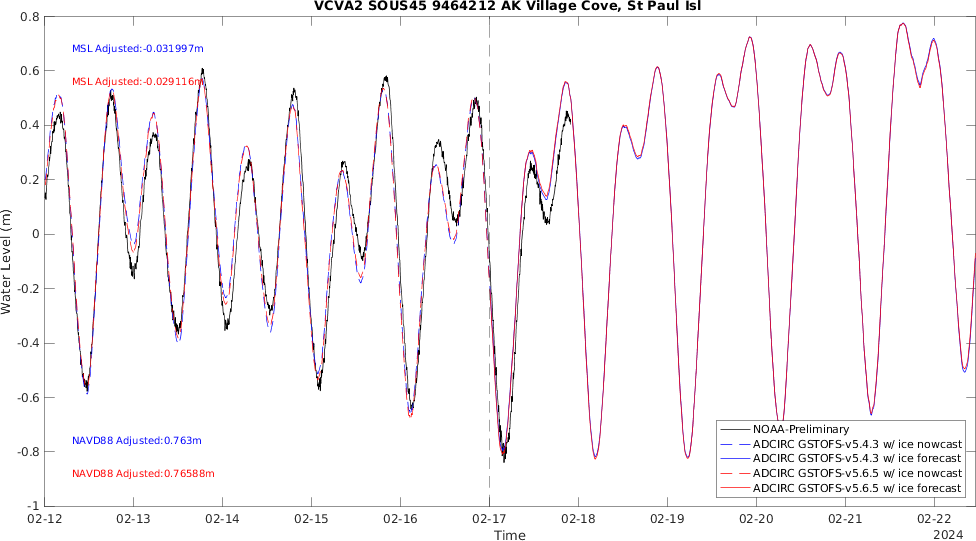 VCVA2 SOUS45 9464212 AK Village Cove, St Paul Isl
0.8
0.6
0.4
0.2
0
-0.2
-0.4
-0.6
-0.8
-1
Water Level (m)
MSL Adjusted:-0.031997m
MSL Adjusted:-0.029116m
NAVD88 Adjusted:0.763m
NAVD88 Adjusted:0.76588m
NOAA-Preliminary
ADCIRC GSTOFS-v5.4.3 w/ ice nowcast
ADCIRC GSTOFS-v5.4.3 w/ ice forecast
ADCIRC GSTOFS-v5.6.5 w/ ice nowcast
ADCIRC GSTOFS-v5.6.5 w/ ice forecast
02-12 02-13 02-14 02-15 02-16 02-17 02-18 02-19 02-20 02-21 02-22
Time 2024